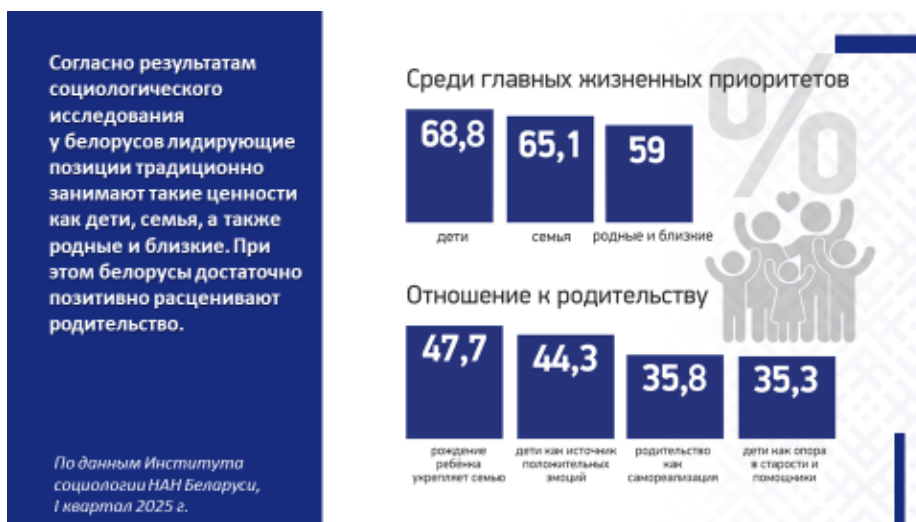 Согласно результатам
социологического
исследования
у белорусов лидирующие
позиции традиционно
занимают такие ценности
как дети, семья, а также
родные и близкие. При
этом белорусы достаточно
позитивно расценивают
родительство.
По данным Института
социологии НАН Беларуси,
I квартал 2025 г.
%
Среди главных жизненных приоритетов
68,8
65,1
59
дети
семья
родные и близкие
Отношение к родительству
47,7
44,3
35,8
35,3
рождение
ребёнка
укрепляет семью
дети как источник
положительных
эмоций
родительство
как
самореализация
дети как опора
в старости и
помощники